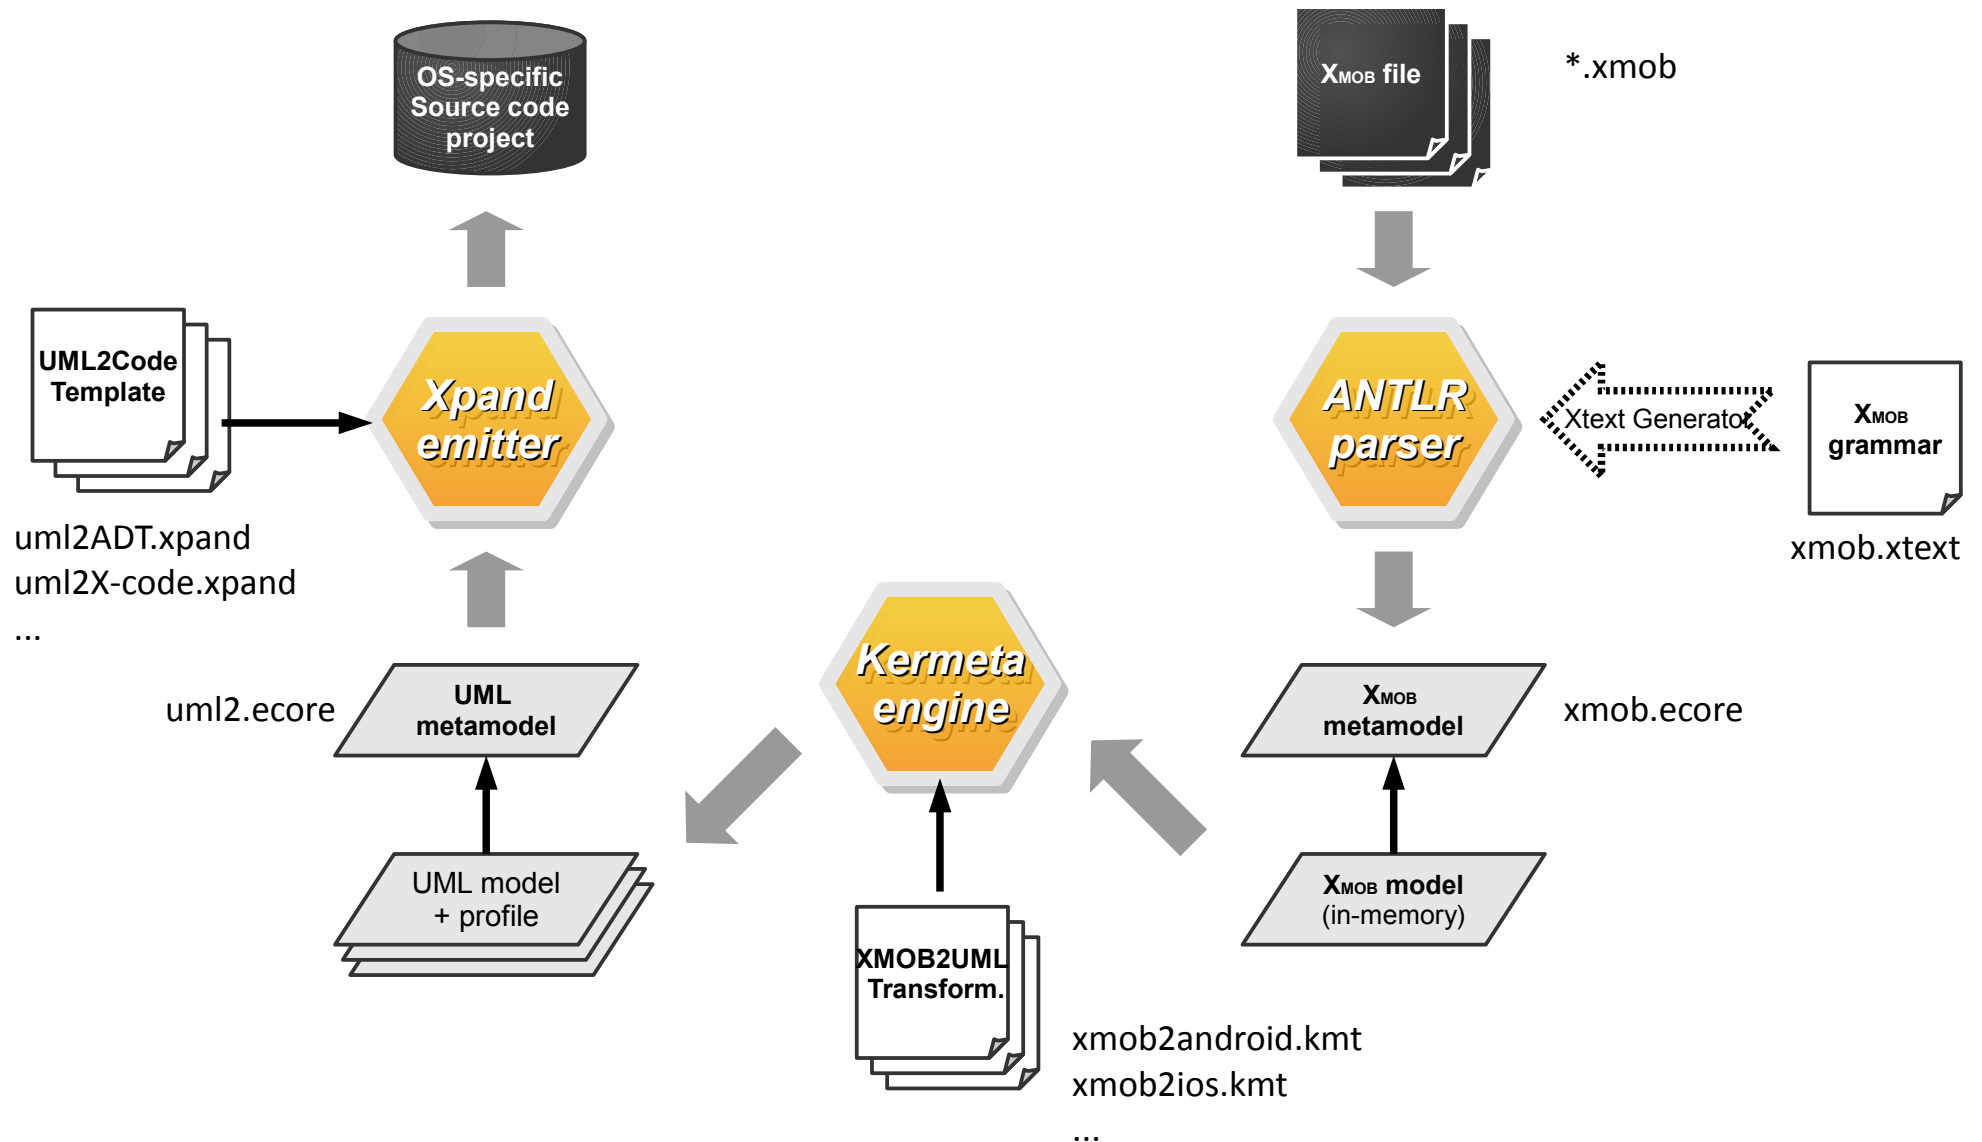 OS-specific
Source code
project
XMOB file
*.xmob
UML2Code
Template
Xpand
emitter
ANTLR
parser
Xtext Generator
XMOB
grammar
uml2ADT.xpand
uml2X-code.xpand
...
xmob.xtext
Kermeta
engine
uml2.ecore
UML
metamodel
XMOB
metamodel
xmob.ecore
UML model
+ profile
XMOB model
(in-memory)
XMOB2UML
Transform.
xmob2android.kmt
xmob2ios.kmt
...